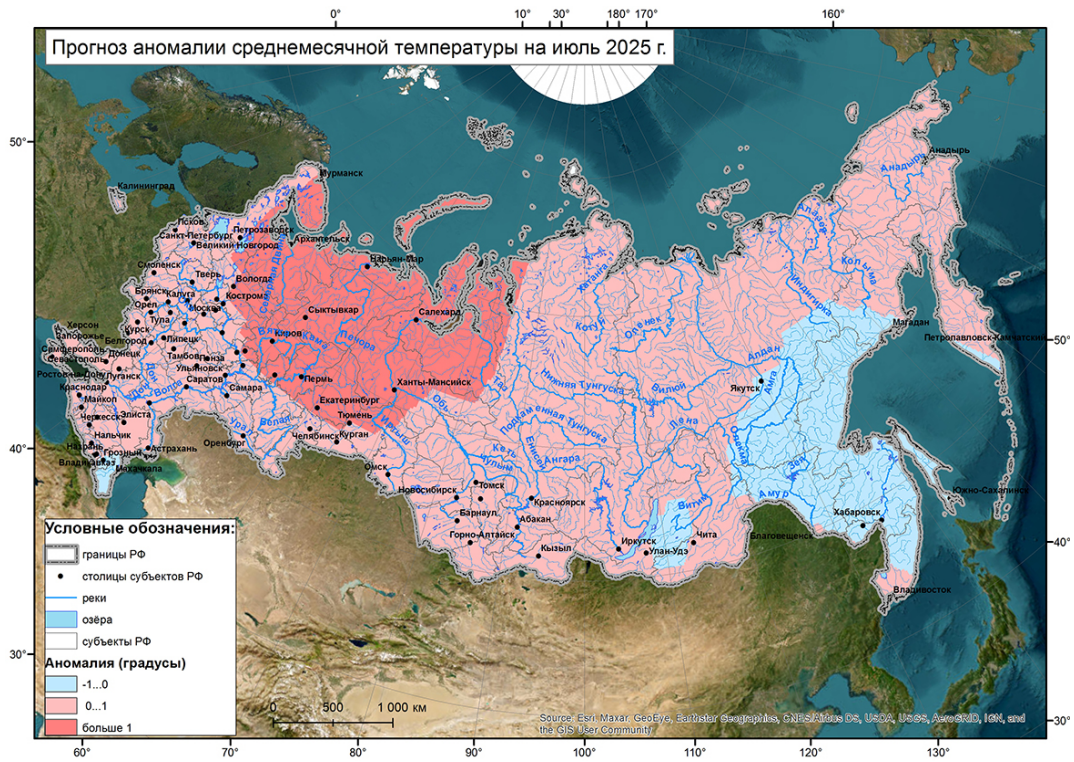 0°
10°
30°
180°
170°
160°
Прогноз аномалии среднемесячной температуры на июль 2025 г.
50°
Мурманск
Анадырь
Анадырь
Калининград
Псков
Санкт-Петербург
Петрозаводск
Великий Новгород
Архангельск
Северная Двина
Нарьян-Мар
Алазея
Колыма
Индигирка
Смоленск
Тверь
Вологда
Хатанга
Брянск
Калуга
Кострома
Москва
Орел
Тула
Сыктывкар
Салехард
Котуй
Оленек
Магадан
Херсон
Запорожье
Курск
Белгород
Липецк
Киров
Вятка
Кама
Печора
Петропавловск-Камчатский
50°
Симферополь
Севастополь
Донецк
Тамбов
Пенза
Алдан
Ростов-на-Дону
Луганск
Ульяновск
Пермь
Ханты-Мансийск
Таз
Нижняя Тунгуска
Вилюй
Якутск
Амга
Краснодар
Дон
Дон
Волга
Саратов
Самара
Екатеринбург
Обь
Майкоп
Подкаменная Тунгуска
Лена
Черкесск
Элиста
Урал
Белая
Тюмень
Иртыш
Олекма
40°
Нальчик
Оренбург
Челябинск
Курган
Енисей
Назрань
Грозный
Астрахань
Кеть
Ангара
Зея
Владикавказ
Махачкала
Омск
Чулым
Новосибирск
Томск
Красноярск
Витим
Амур
Южно-Сахалинск
Барнаул
Абакан
Хабаровск
Условные обозначения:
Горно-Алтайск
Кызыл
Иркутск
Улан-Удэ
Чита
Благовещенск
40°
границы РФ
столицы субъектов РФ
реки
Владивосток
озёра
субъекты РФ
30°
Аномалия (градусы)
-1...0
0...1
больше 1
0
500
1 000 км
Source: Esri, Maxar, GeoEye, Earthstar Geographics, CNES/Airbus DS, USDA, USGS, AeroGRID, IGN, and
the GIS User Community
30°
60°
70°
80°
90°
100°
110°
120°
130°